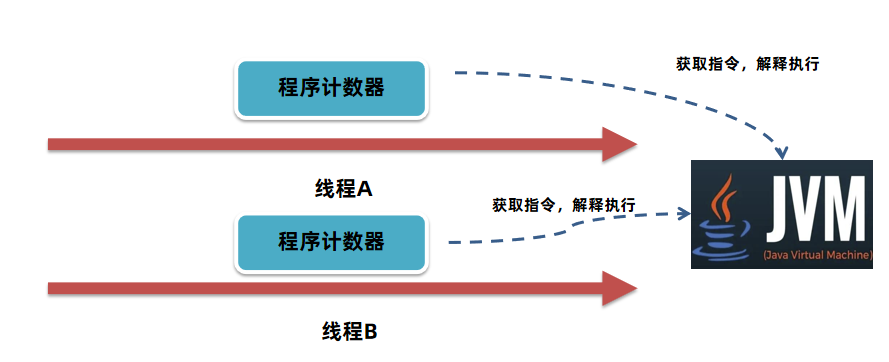 程序计数器
获取指令，解释执行
线程A
程序计数器
获取指令，解释执行
JVM
(Java Virtual Machine)
线程B